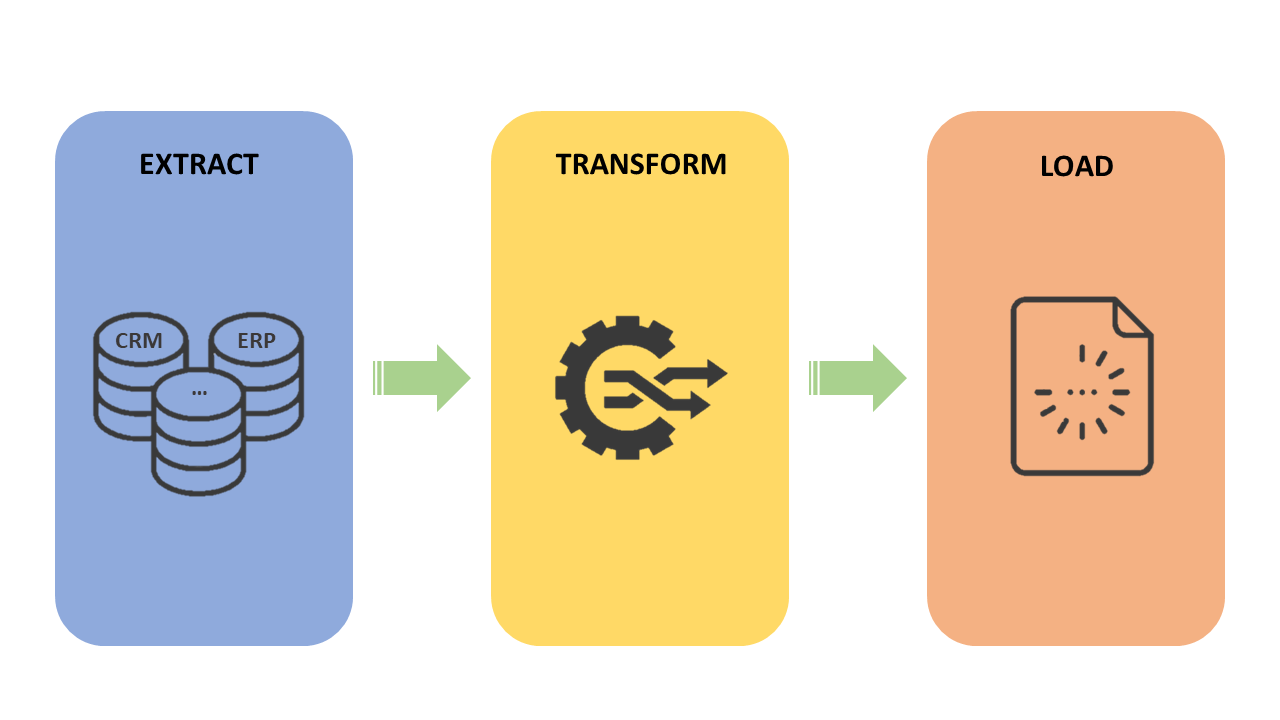 EXTRACT
CRM
ERP
...
TRANSFORM
LOAD
...